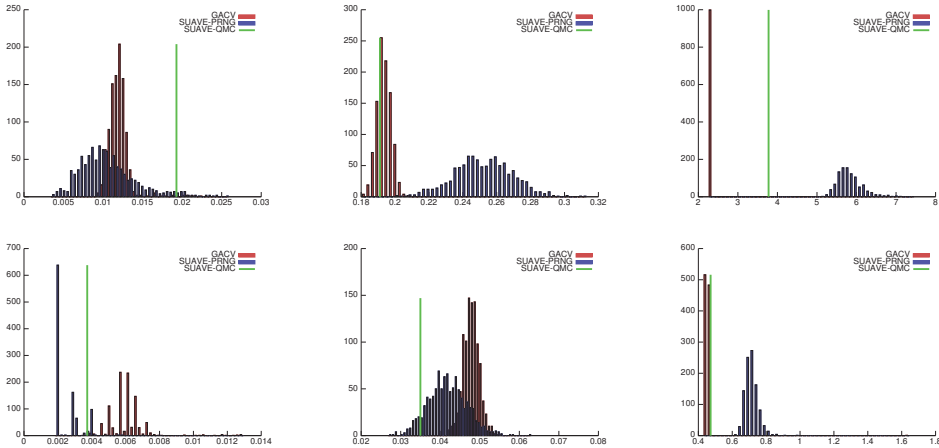 250
200
150
100
50
0
0 0.005 0.01 0.015 0.02 0.025 0.03
GACV
SUAVE-PRNG
SUAVE-QMC
300
250
200
150
100
50
0
0.18 0.2 0.22 0.24 0.26 0.28 0.3 0.32
GACV
SUAVE-PRNG
SUAVE-QMC
1000
800
600
400
200
0
2 3 4 5 6 7 8
GACV
SUAVE-PRNG
SUAVE-QMC
700
600
500
400
300
200
100
0
0 0.002 0.004 0.006 0.008 0.01 0.012 0.014
GACV
SUAVE-PRNG
SUAVE-QMC
200
150
100
50
0
0.02 0.03 0.04 0.05 0.06 0.07 0.08
GACV
SUAVE-PRNG
SUAVE-QMC
600
500
400
300
200
100
0
0.4 0.6 0.8 1 1.2 1.4 1.6 1.8
GACV
SUAVE-PRNG
SUAVE-QMC